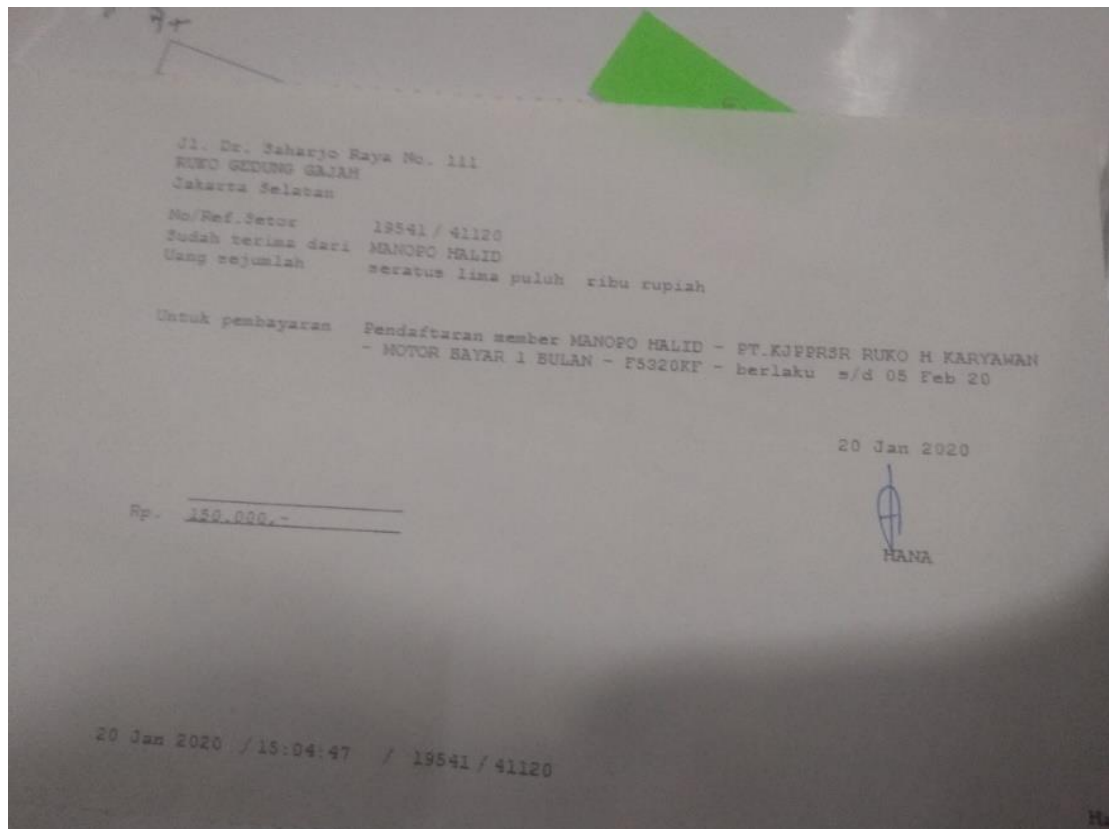 Jl. Dr. Saharjo Raya No. 111
RUKO GEDUNG GAJAH
Jakarta Selatan
No/Ref.Setor 19541 / 41120
Sudah terima dari MANOPO MALID
Uang sejumlah seratus lima puluh ribu rupiah
Untuk pembayaran Pendaftaran member MANOPO MALID - PT.KJPPRSR RUKO H KARYAWAN
- MOTOR BAYAR 1 BULAN - F5320KF - berlaku s/d 05 Feb 20
20 Jan 2020
Rp. 150.000,-
HANA
20 Jan 2020 / 15:04:47 / 19541 / 41120